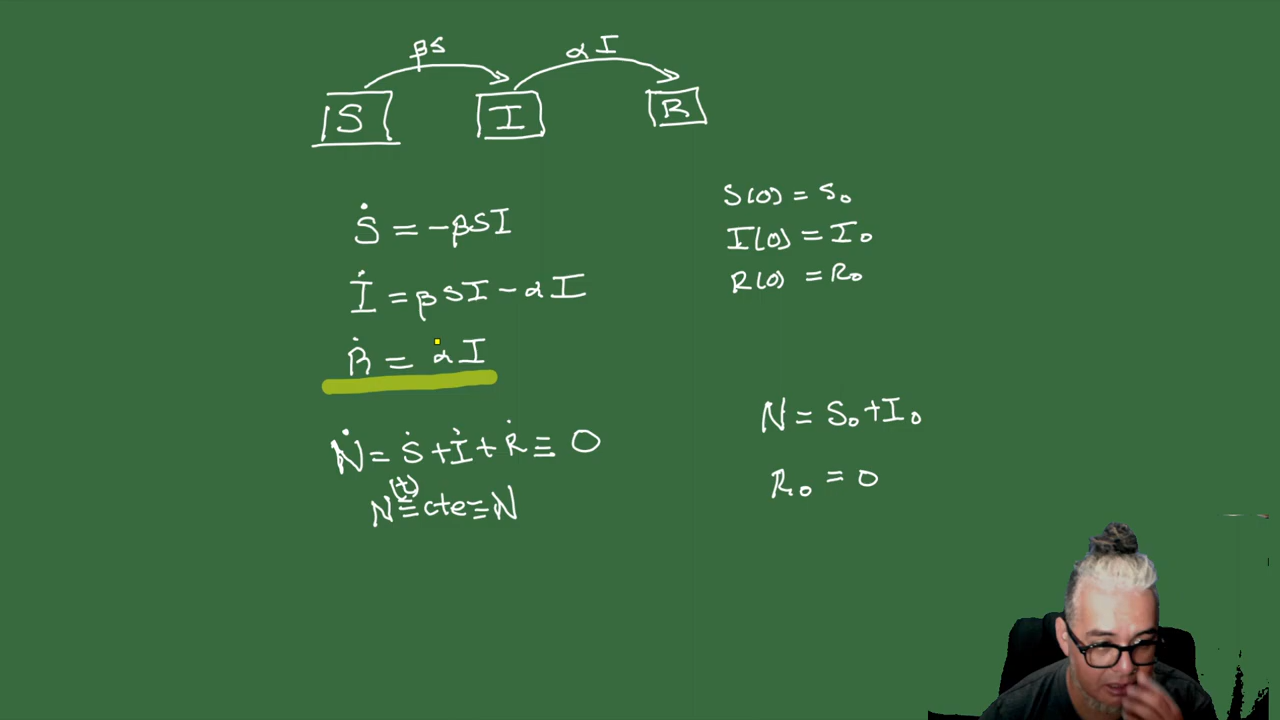 βS αI
S I R
Ṡ = -βSI
İ = βSI - αI
Ṙ = αI
Ṅ = Ṡ + İ + Ṙ ≡ 0
N(t) ≡ cte ≡ N
S(0) = S₀
I(0) = I₀
R(0) = R₀
N = S₀ + I₀
R₀ = 0